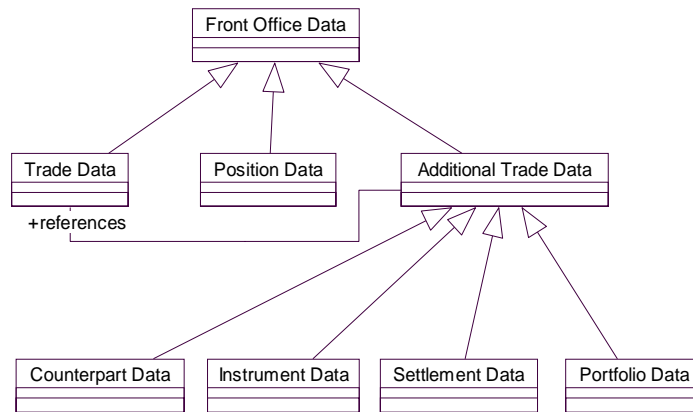 Front Office Data
Trade Data
Position Data
Additional Trade Data
+references
Counterpart Data
Instrument Data
Settlement Data
Portfolio Data